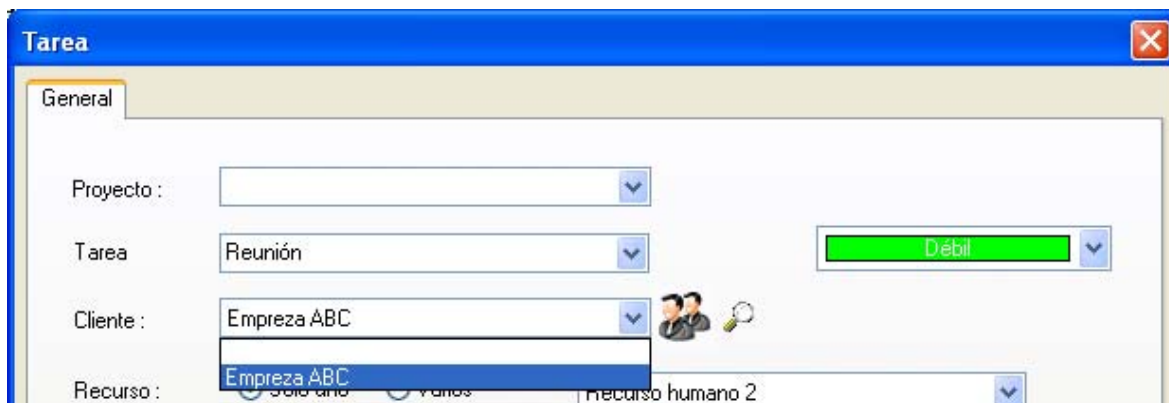 Tarea
General
Proyecto :
Tarea Reunión Débil
Cliente : Empreza ABC
Empreza ABC
Recurso : Recurso humano 2